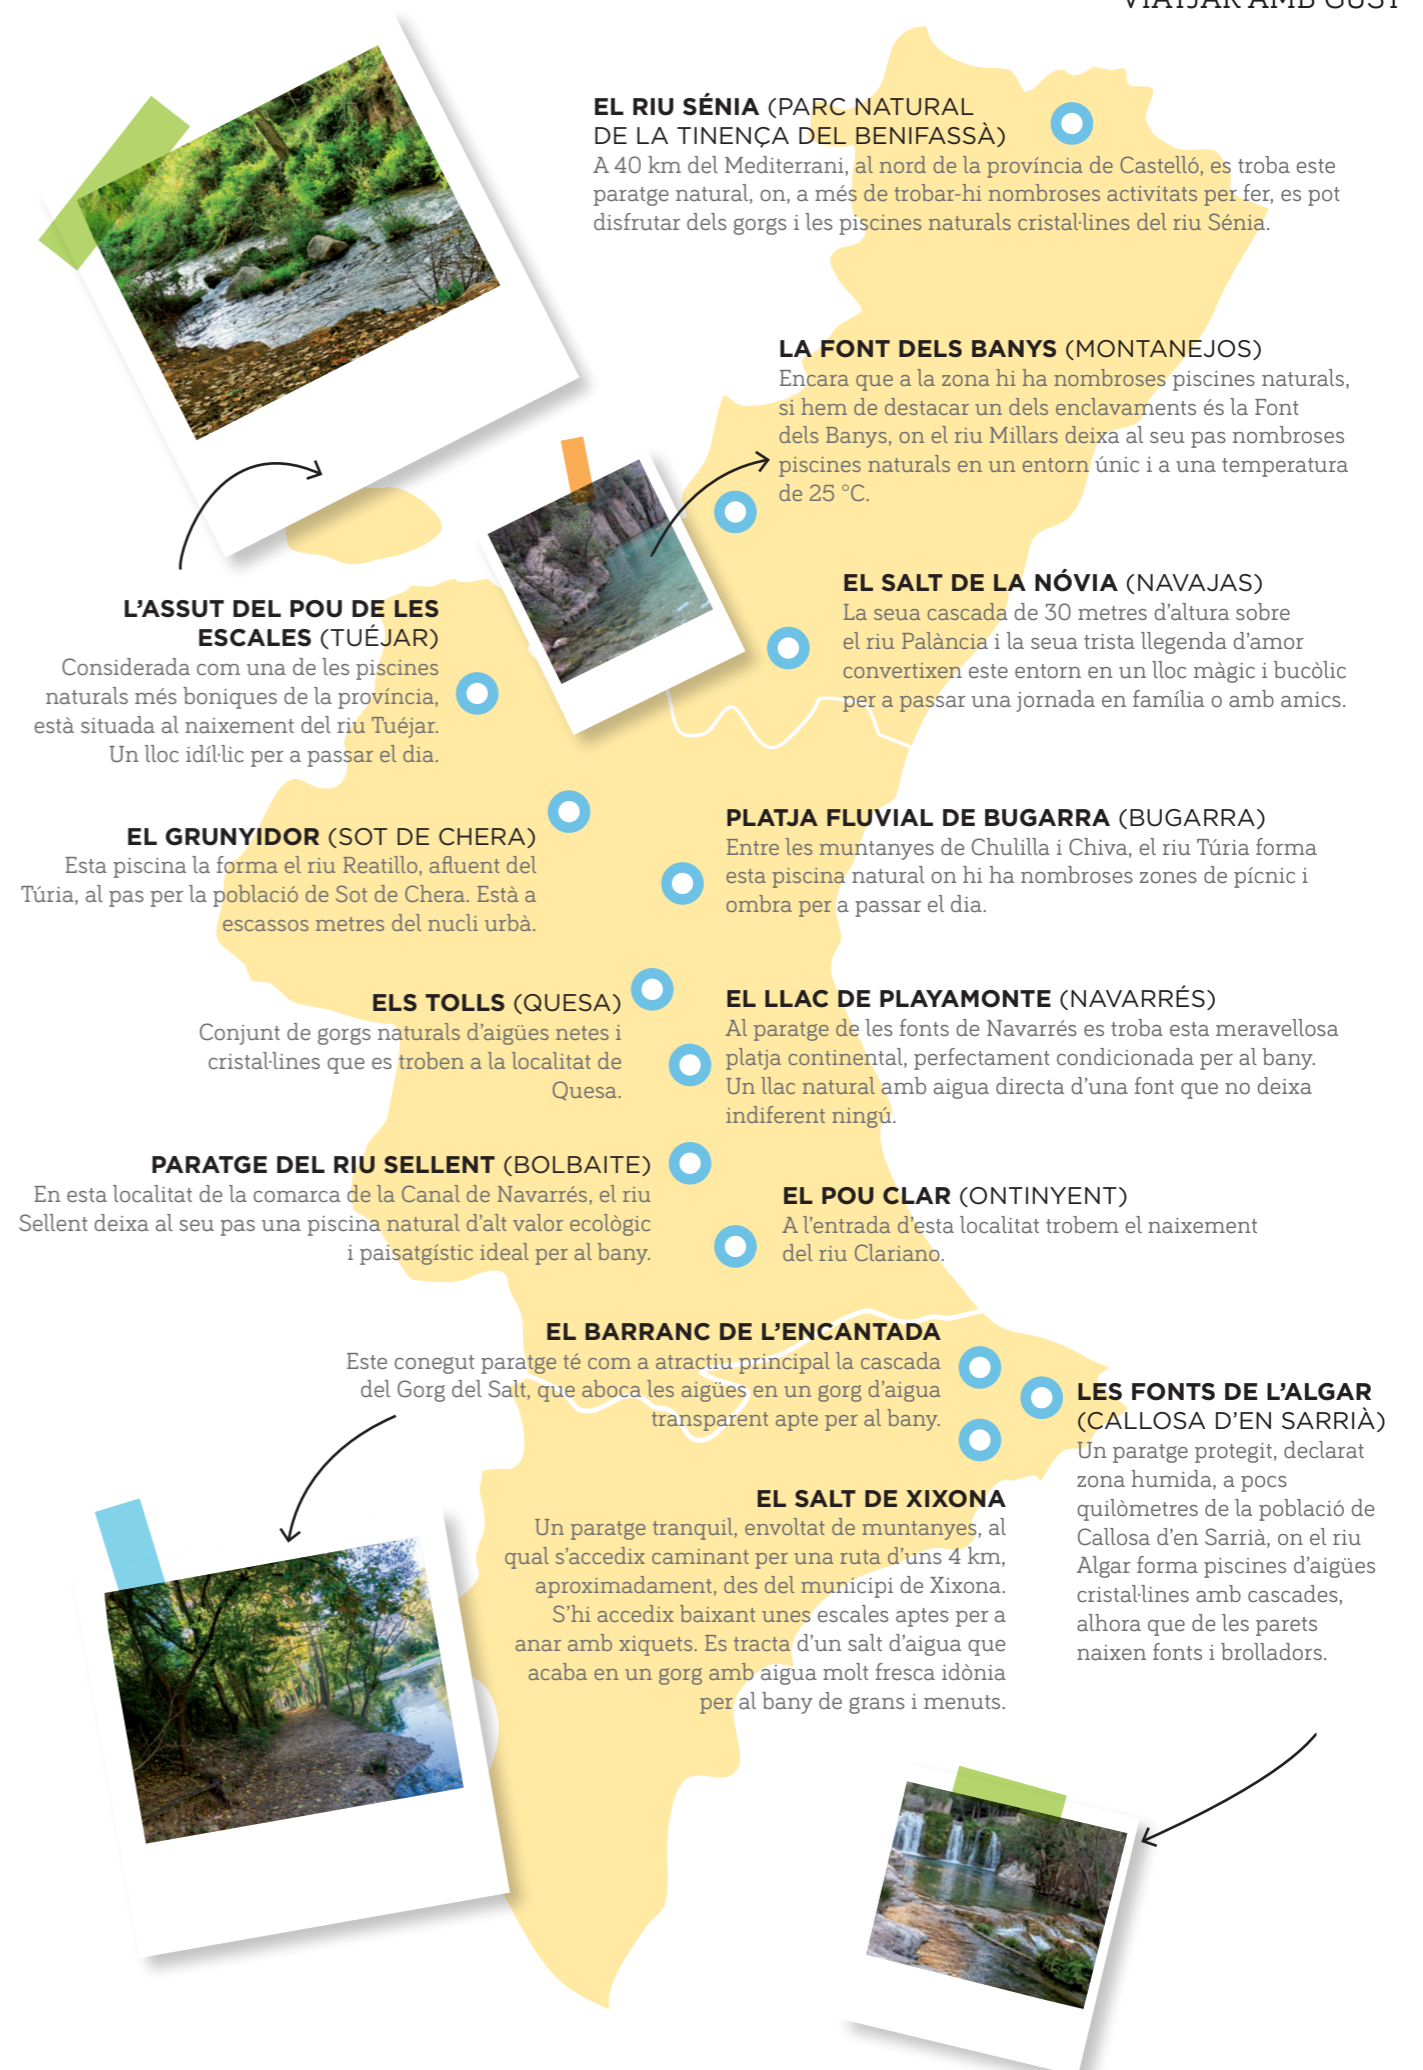 VIATJAR AMB GUST
EL RIU SÉNIA (PARC NATURAL
DE LA TINENÇA DEL BENIFASSÀ)
A 40 km del Mediterrani, al nord de la província de Castelló, es troba este
paratge natural, on, a més de trobar-hi nombroses activitats per fer, es pot
disfrutar dels gorgs i les piscines naturals cristal·lines del riu Sénia.
LA FONT DELS BANYS (MONTANEJOS)
Encara que a la zona hi ha nombroses piscines naturals,
si hem de destacar un dels enclavaments és la Font
dels Banys, on el riu Millars deixa al seu pas nombroses
piscines naturals en un entorn únic i a una temperatura
de 25 °C.
EL SALT DE LA NÓVIA (NAVAJAS)
La seua cascada de 30 metres d'altura sobre
el riu Palància i la seua trista llegenda d'amor
convertixen este entorn en un lloc màgic i bucòlic
per a passar una jornada en família o amb amics.
L'ASSUT DEL POU DE LES
ESCALES (TUÉJAR)
Considerada com una de les piscines
naturals més boniques de la província,
està situada al naixement del riu Tuéjar.
Un lloc idíl·lic per a passar el dia.
EL GRUNYIDOR (SOT DE CHERA)
Esta piscina la forma el riu Reatillo, afluent del
Túria, al pas per la població de Sot de Chera. Està a
escassos metres del nucli urbà.
PLATJA FLUVIAL DE BUGARRA (BUGARRA)
Entre les muntanyes de Chulilla i Chiva, el riu Túria forma
esta piscina natural on hi ha nombroses zones de pícnic i
ombra per a passar el dia.
ELS TOLLS (QUESA)
Conjunt de gorgs naturals d'aigües netes i
cristal·lines que es troben a la localitat de
Quesa.
EL LLAC DE PLAYAMONTE (NAVARRÉS)
Al paratge de les fonts de Navarrés es troba esta meravellosa
platja continental, perfectament condicionada per al bany.
Un llac natural amb aigua directa d'una font que no deixa
indiferent ningú.
PARATGE DEL RIU SELLENT (BOLBAITE)
En esta localitat de la comarca de la Canal de Navarrés, el riu
Sellent deixa al seu pas una piscina natural d'alt valor ecològic
i paisatgístic ideal per al bany.
EL POU CLAR (ONTINYENT)
A l'entrada d'esta localitat trobem el naixement
del riu Clariano.
EL BARRANC DE L'ENCANTADA
Este conegut paratge té com a atractiu principal la cascada
del Gorg del Salt, que aboca les aigües en un gorg d'aigua
transparent apte per al bany.
LES FONTS DE L'ALGAR
(CALLOSA D'EN SARRIÀ)
Un paratge protegit, declarat
zona humida, a pocs
quilòmetres de la població de
Callosa d'en Sarrià, on el riu
Algar forma piscines d'aigües
cristal·lines amb cascades,
alhora que de les parets
naixen fonts i brolladors.
EL SALT DE XIXONA
Un paratge tranquil, envoltat de muntanyes, al
qual s'accedix caminant per una ruta d'uns 4 km,
aproximadament, des del municipi de Xixona.
S'hi accedix baixant unes escales aptes per a
anar amb xiquets. Es tracta d'un salt d'aigua que
acaba en un gorg amb aigua molt fresca idònia
per al bany de grans i menuts.